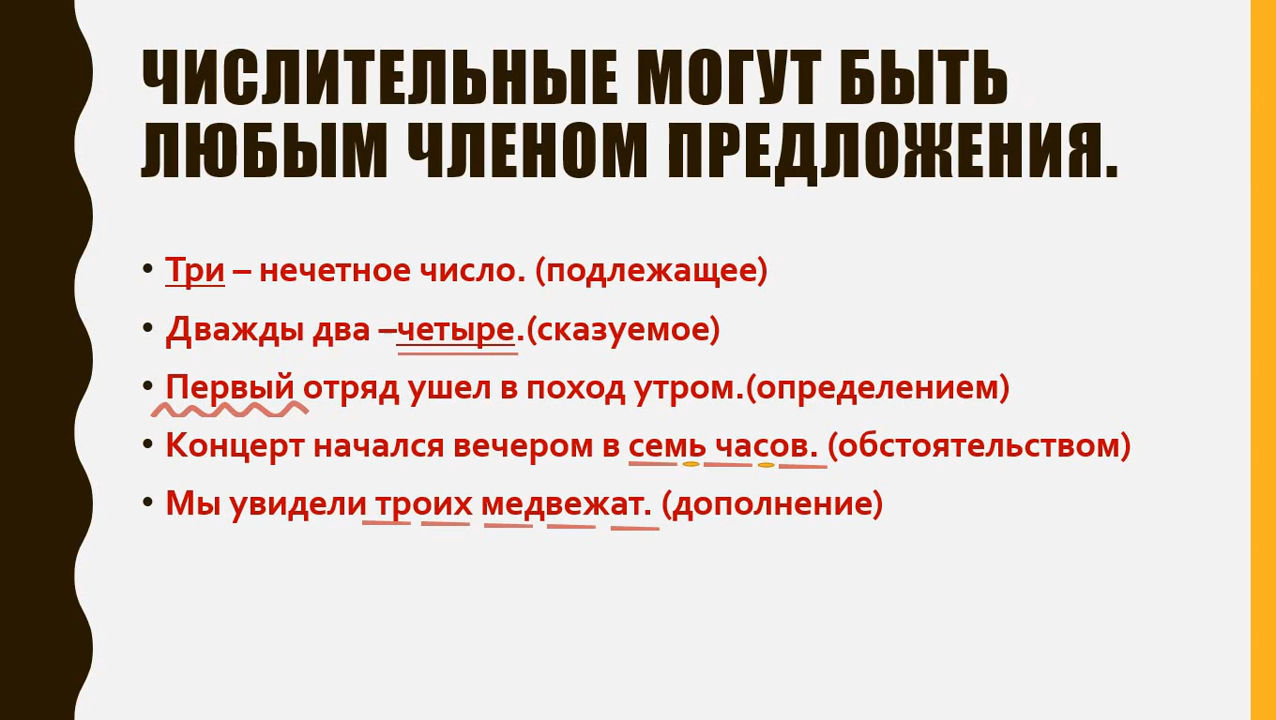 ЧИСЛИТЕЛЬНЫЕ МОГУТ БЫТЬ
ЛЮБЫМ ЧЛЕНОМ ПРЕДЛОЖЕНИЯ.
• Три – нечетное число. (подлежащее)
• Дважды два –четыре.(сказуемое)
• Первый отряд ушел в поход утром.(определением)
• Концерт начался вечером в семь часов. (обстоятельством)
• Мы увидели троих медвежат. (дополнение)